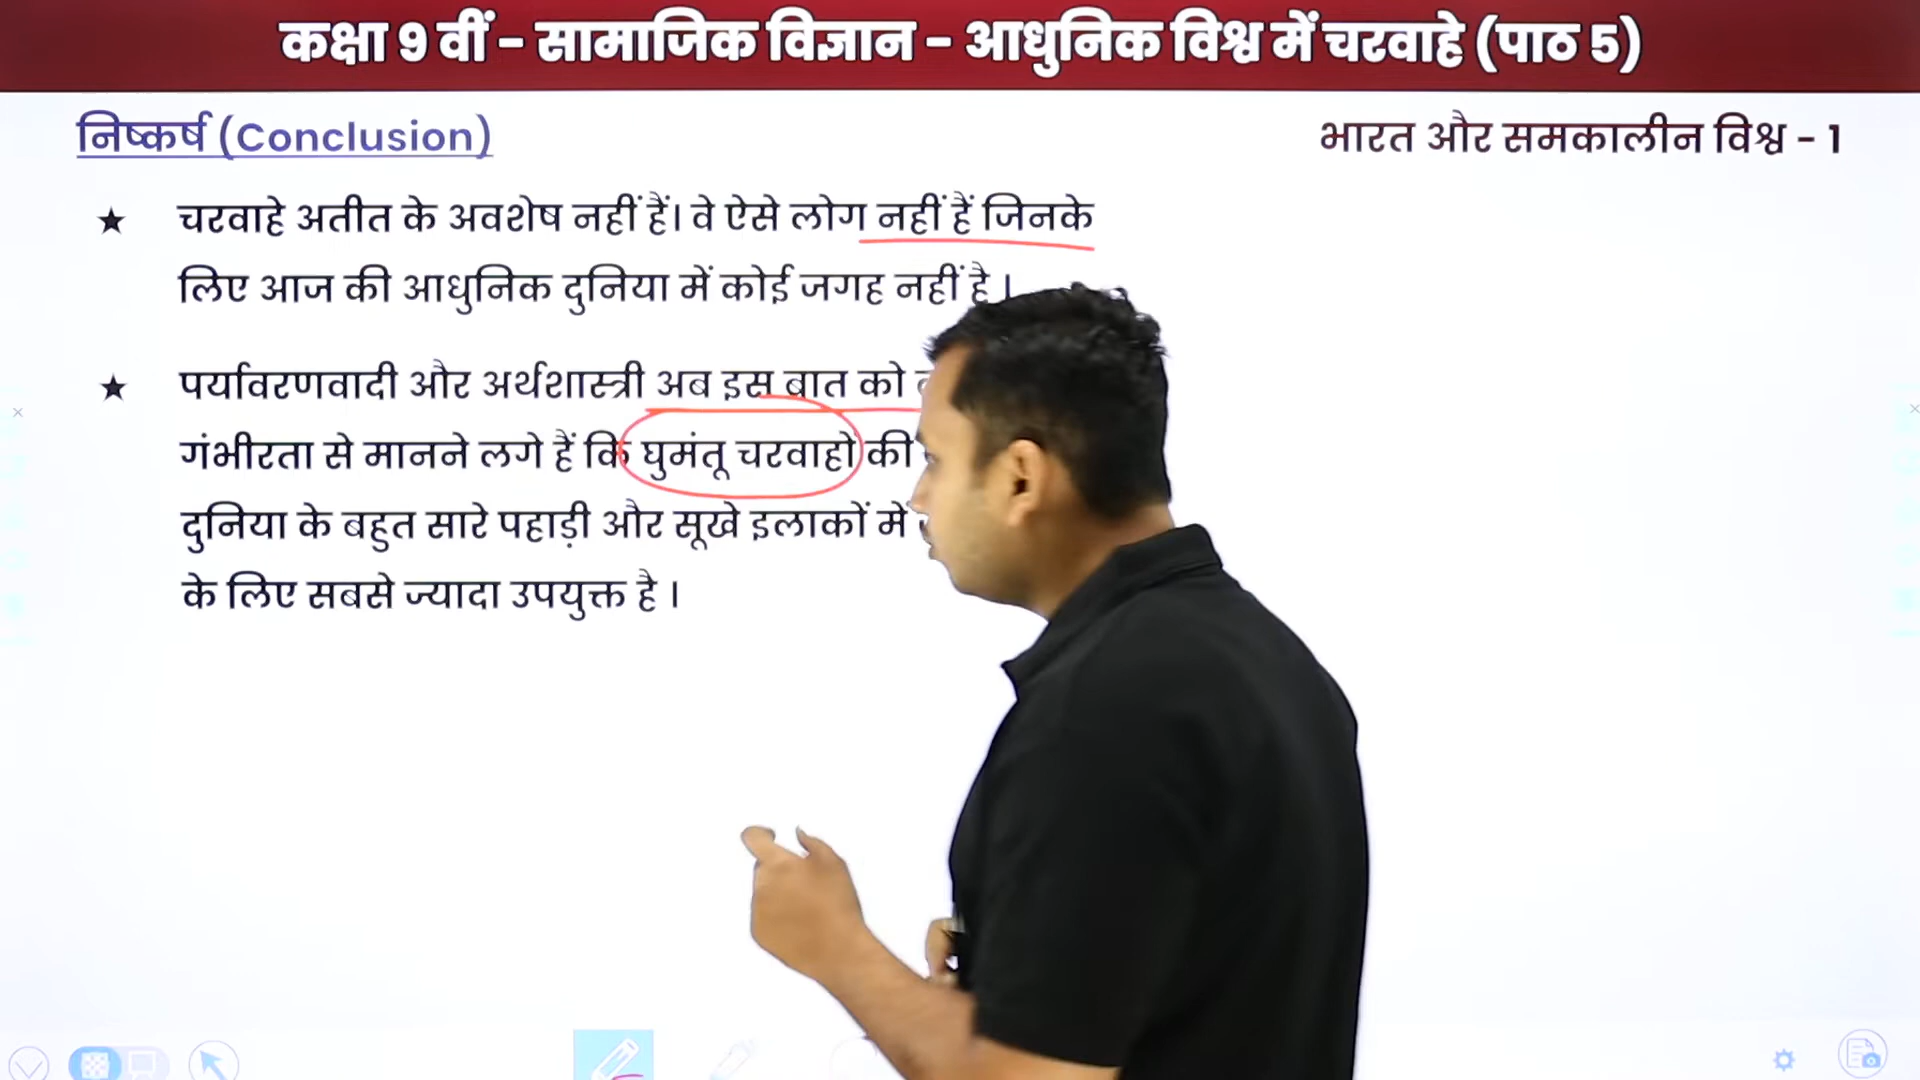 कक्षा 9 वीं - सामाजिक विज्ञान - आधुनिक विश्व में चरवाहे (पाठ 5)
निष्कर्ष (Conclusion)
भारत और समकालीन विश्व - 1
★ चरवाहे अतीत के अवशेष नहीं हैं। वे ऐसे लोग नहीं हैं जिनके
लिए आज की आधुनिक दुनिया में कोई जगह नहीं है ।
★ पर्यावरणवादी और अर्थशास्त्री अब इस बात को
गंभीरता से मानने लगे हैं कि घुमंतू चरवाहो की
दुनिया के बहुत सारे पहाड़ी और सूखे इलाकों में
के लिए सबसे ज्यादा उपयुक्त है ।